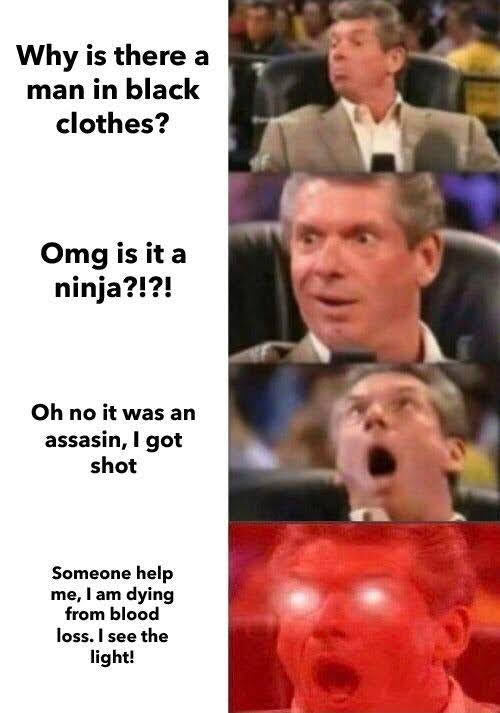 Why is there a
man in black
clothes?
Omg is it a
ninja?!?!
Oh no it was an
assasin, I got
shot
Someone help
me, I am dying
from blood
loss. I see the
light!